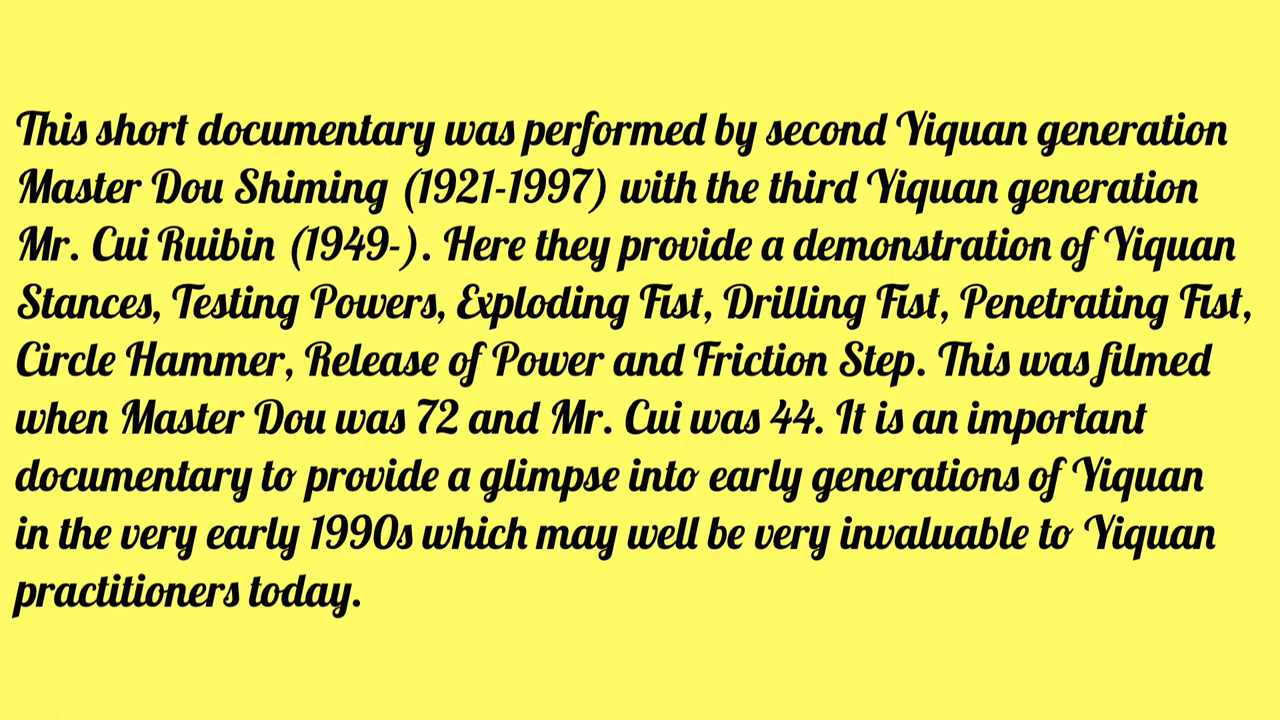 This short documentary was performed by second Yiquan generation
Master Dou Shiming (1921-1997) with the third Yiquan generation
Mr. Cui Ruibin (1949-). Here they provide a demonstration of Yiquan
Stances, Testing Powers, Exploding Fist, Drilling Fist, Penetrating Fist,
Circle Hammer, Release of Power and Friction Step. This was filmed
when Master Dou was 72 and Mr. Cui was 44. It is an important
documentary to provide a glimpse into early generations of Yiquan
in the very early 1990s which may well be very invaluable to Yiquan
practitioners today.